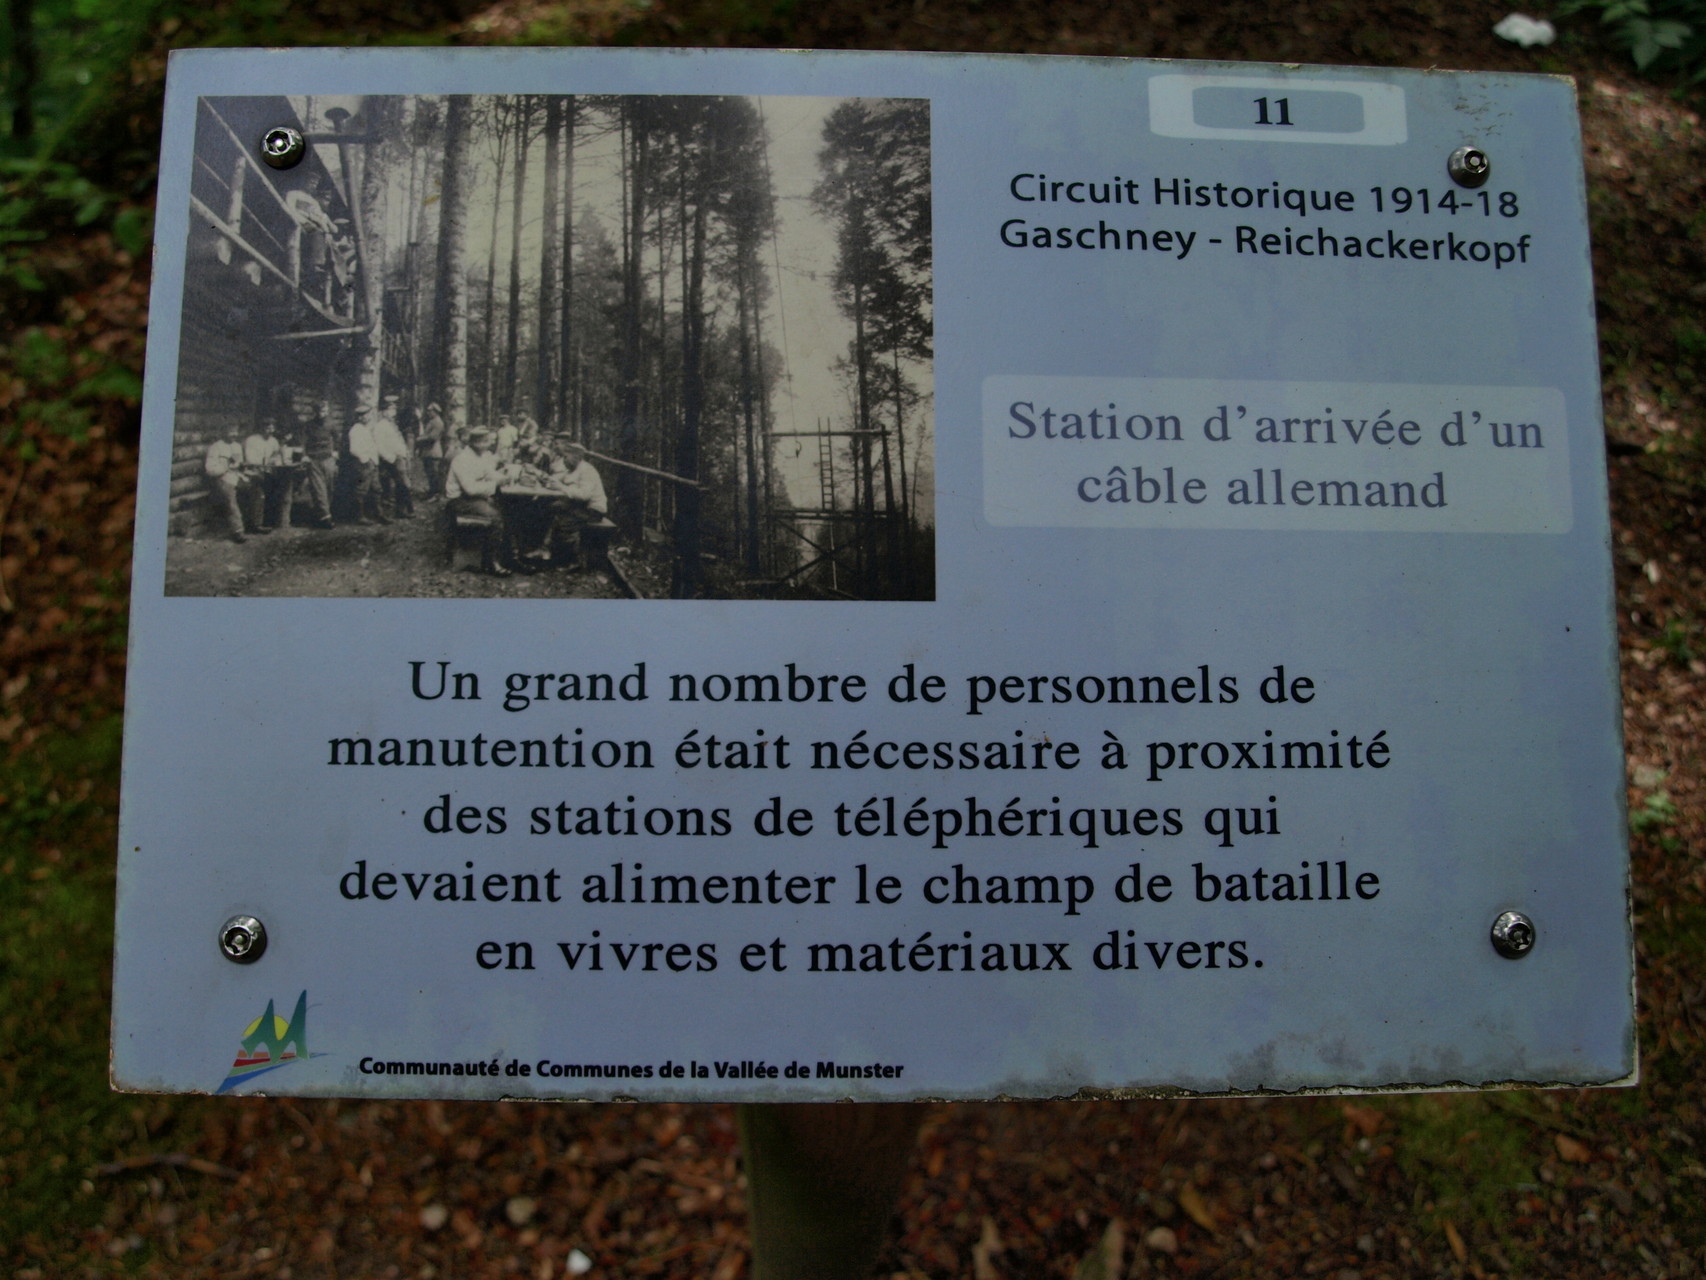 11
Circuit Historique 1914-18
Gaschney - Reichackerkopf
Station d'arrivée d'un
câble allemand
Un grand nombre de personnels de
manutention était nécessaire à proximité
des stations de téléphériques qui
devaient alimenter le champ de bataille
en vivres et matériaux divers.
Communauté de Communes de la Vallée de Munster